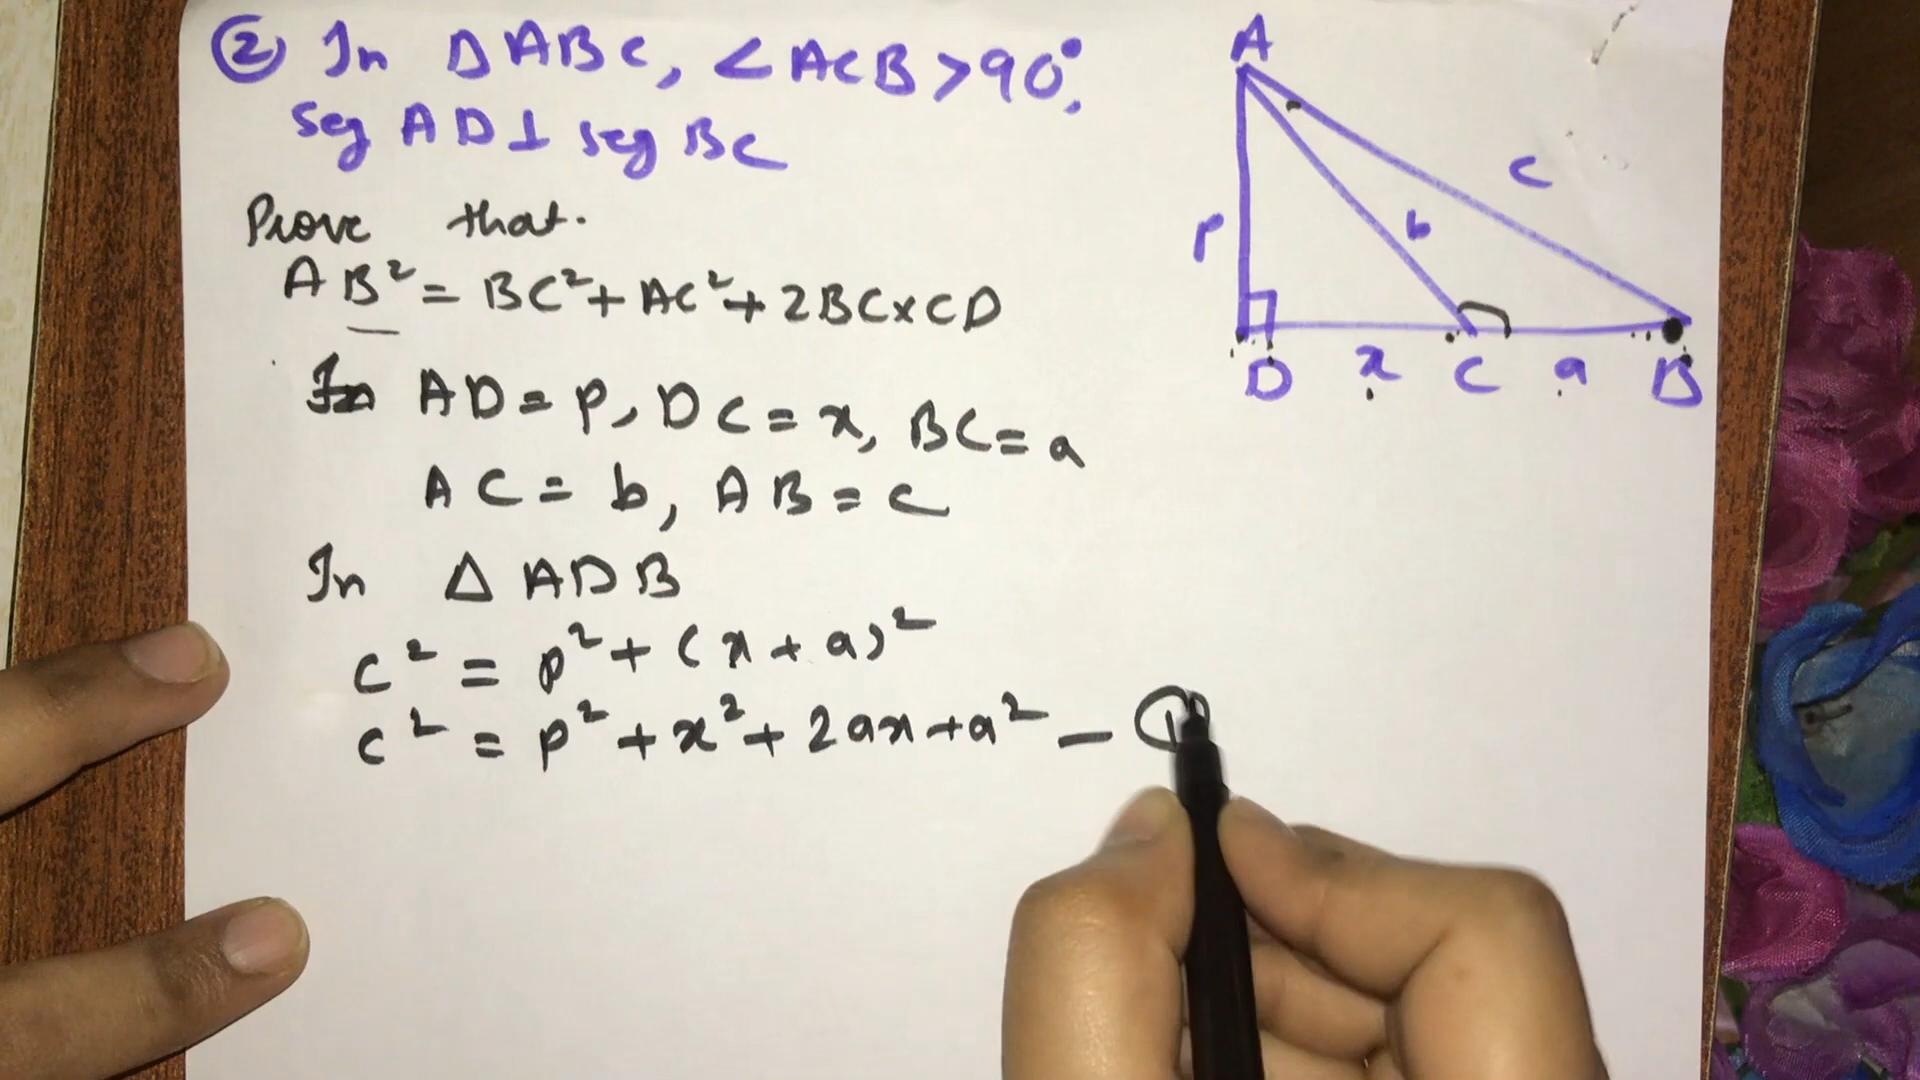 ② In ΔABC, ∠ACB>90°.
seg AD⊥ seg BC
Prove that.
AB² = BC²+AC²+2BC×CD
AD = p, DC = x, BC = a
AC = b, AB = c
In Δ ADB
c² = p²+(x+a)²
c² = p²+x²+2ax+a² – ①
A
p
b
c
D
x
C
a
B